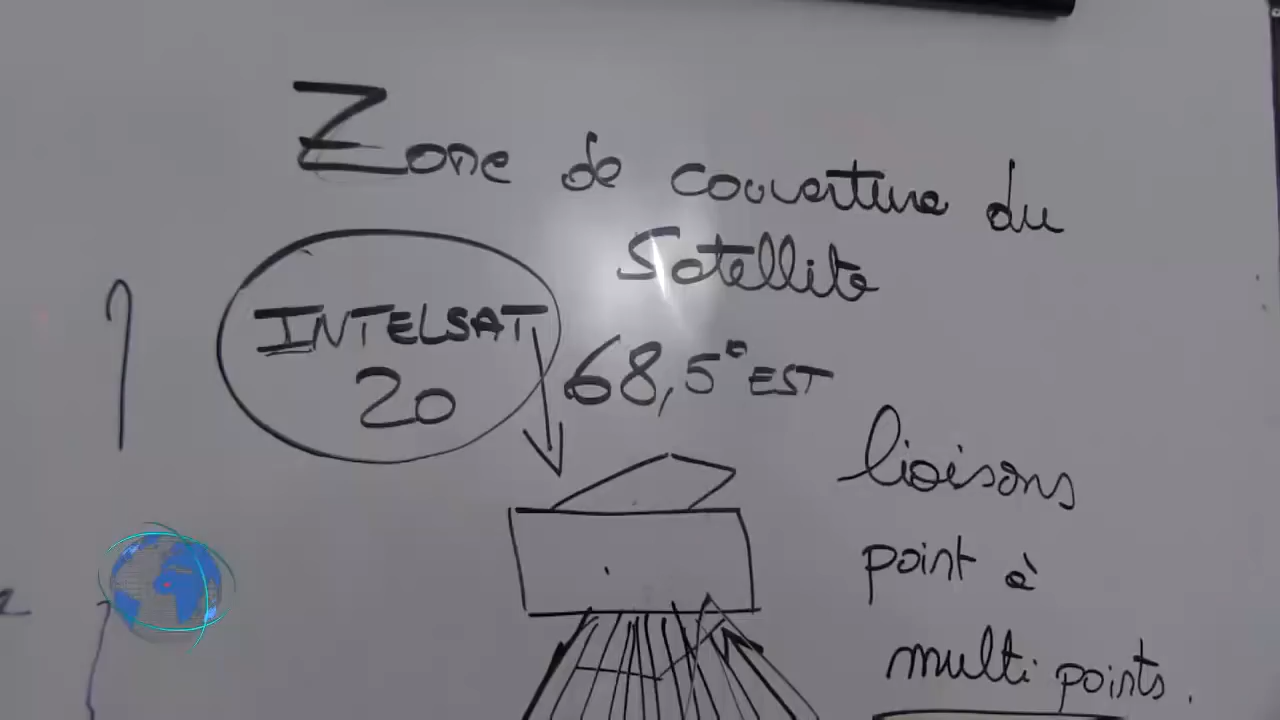 Zone de couverture du
Satellite
INTELSAT
20
68,5° EST
liaisons
point à
multi points.